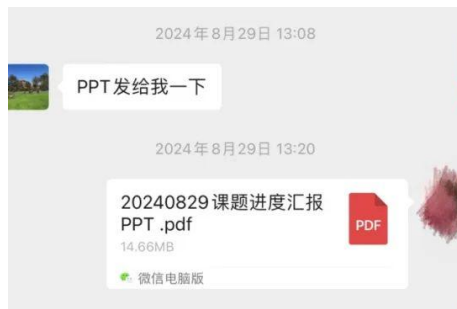 2024年8月29日 13:08
PPT发给我一下
2024年8月29日 13:20
20240829课题进度汇报
PPT .pdf
PDF
14.66MB
微信电脑版